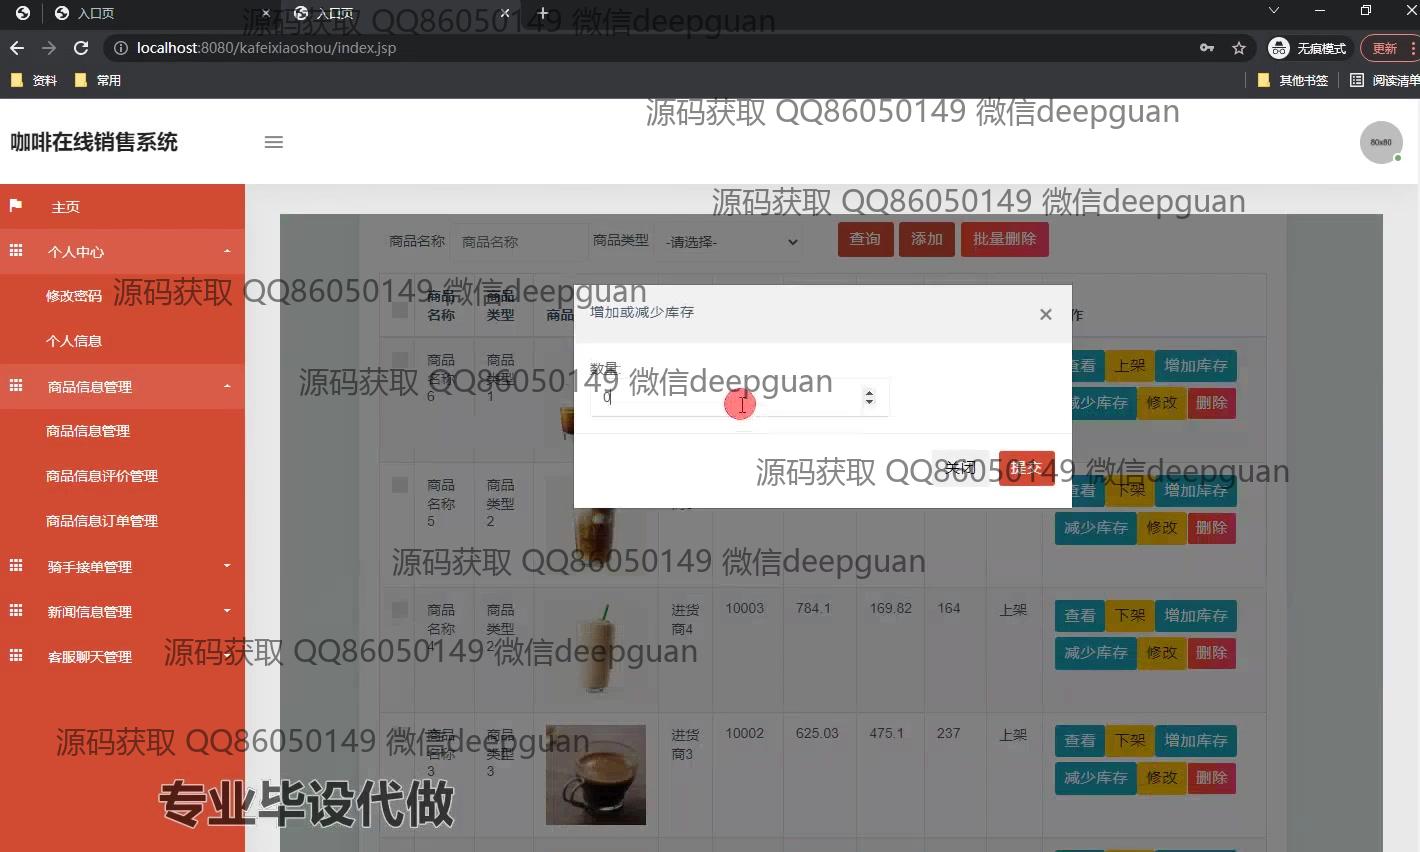 入口页
入口页
源码获取 QQ86050149 微信deepguan
localhost:8080/kafeixiaoshou/index.jsp
无痕模式
更新
资料
常用
其他书签
阅读清单
源码获取 QQ86050149 微信deepguan
咖啡在线销售系统
80x80
源码获取 QQ86050149 微信deepguan
主页
个人中心
修改密码
个人信息
商品信息管理
商品信息管理
商品信息评价管理
商品信息订单管理
骑手接单管理
新闻信息管理
客服聊天管理
商品名称
商品名称
商品类型
-请选择-
查询
添加
批量删除
源码获取 QQ86050149 微信deepguan
商品
名称
商品
类型
商品
作
增加或减少库存
×
数量:
0
关闭
提交
源码获取 QQ86050149 微信deepguan
商品
名称
6
商品
类型
1
查看
上架
增加库存
减少库存
修改
删除
源码获取 QQ86050149 微信deepguan
商品
名称
5
商品
类型
2
查看
下架
增加库存
减少库存
修改
删除
源码获取 QQ86050149 微信deepguan
商品
名称
4
商品
类型
2
进货
商4
10003
784.1
169.82
164
上架
查看
下架
增加库存
减少库存
修改
删除
源码获取 QQ86050149 微信deepguan
商品
名称
3
商品
类型
3
进货
商3
10002
625.03
475.1
237
上架
查看
下架
增加库存
减少库存
修改
删除
源码获取 QQ86050149 微信deepguan
专业毕设代做